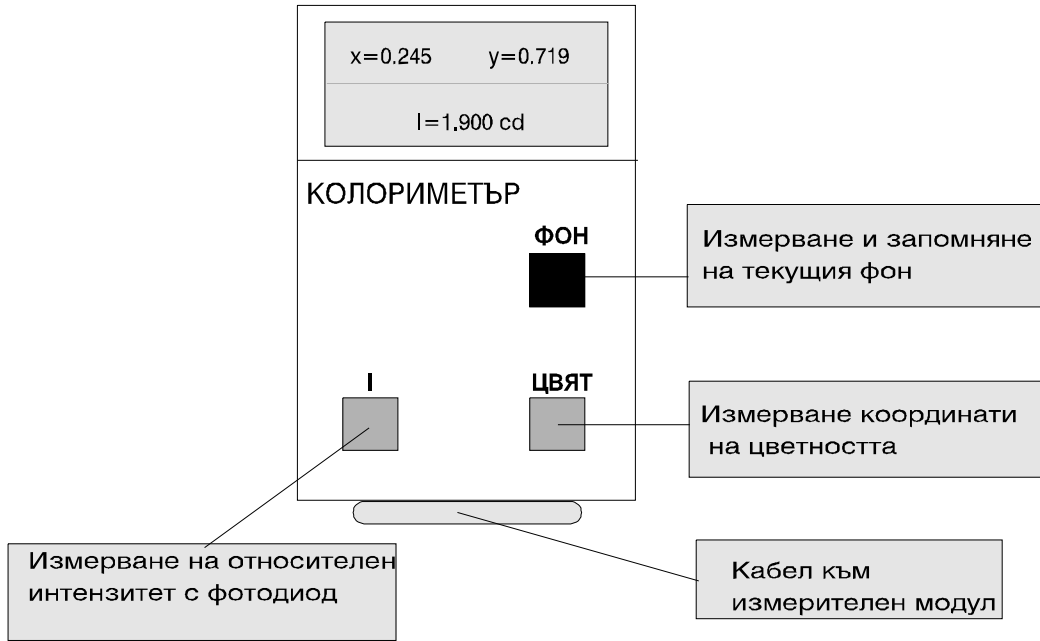 x=0.245 y=0.719
I=1.900 cd
КОЛОРИМЕТЪР
ФОН
Измерване и запомняне
на текущия фон
I
ЦВЯТ
Измерване координати
на цветността
Измерване на относителен
интензитет с фотодиод
Кабел към
измерителен модул